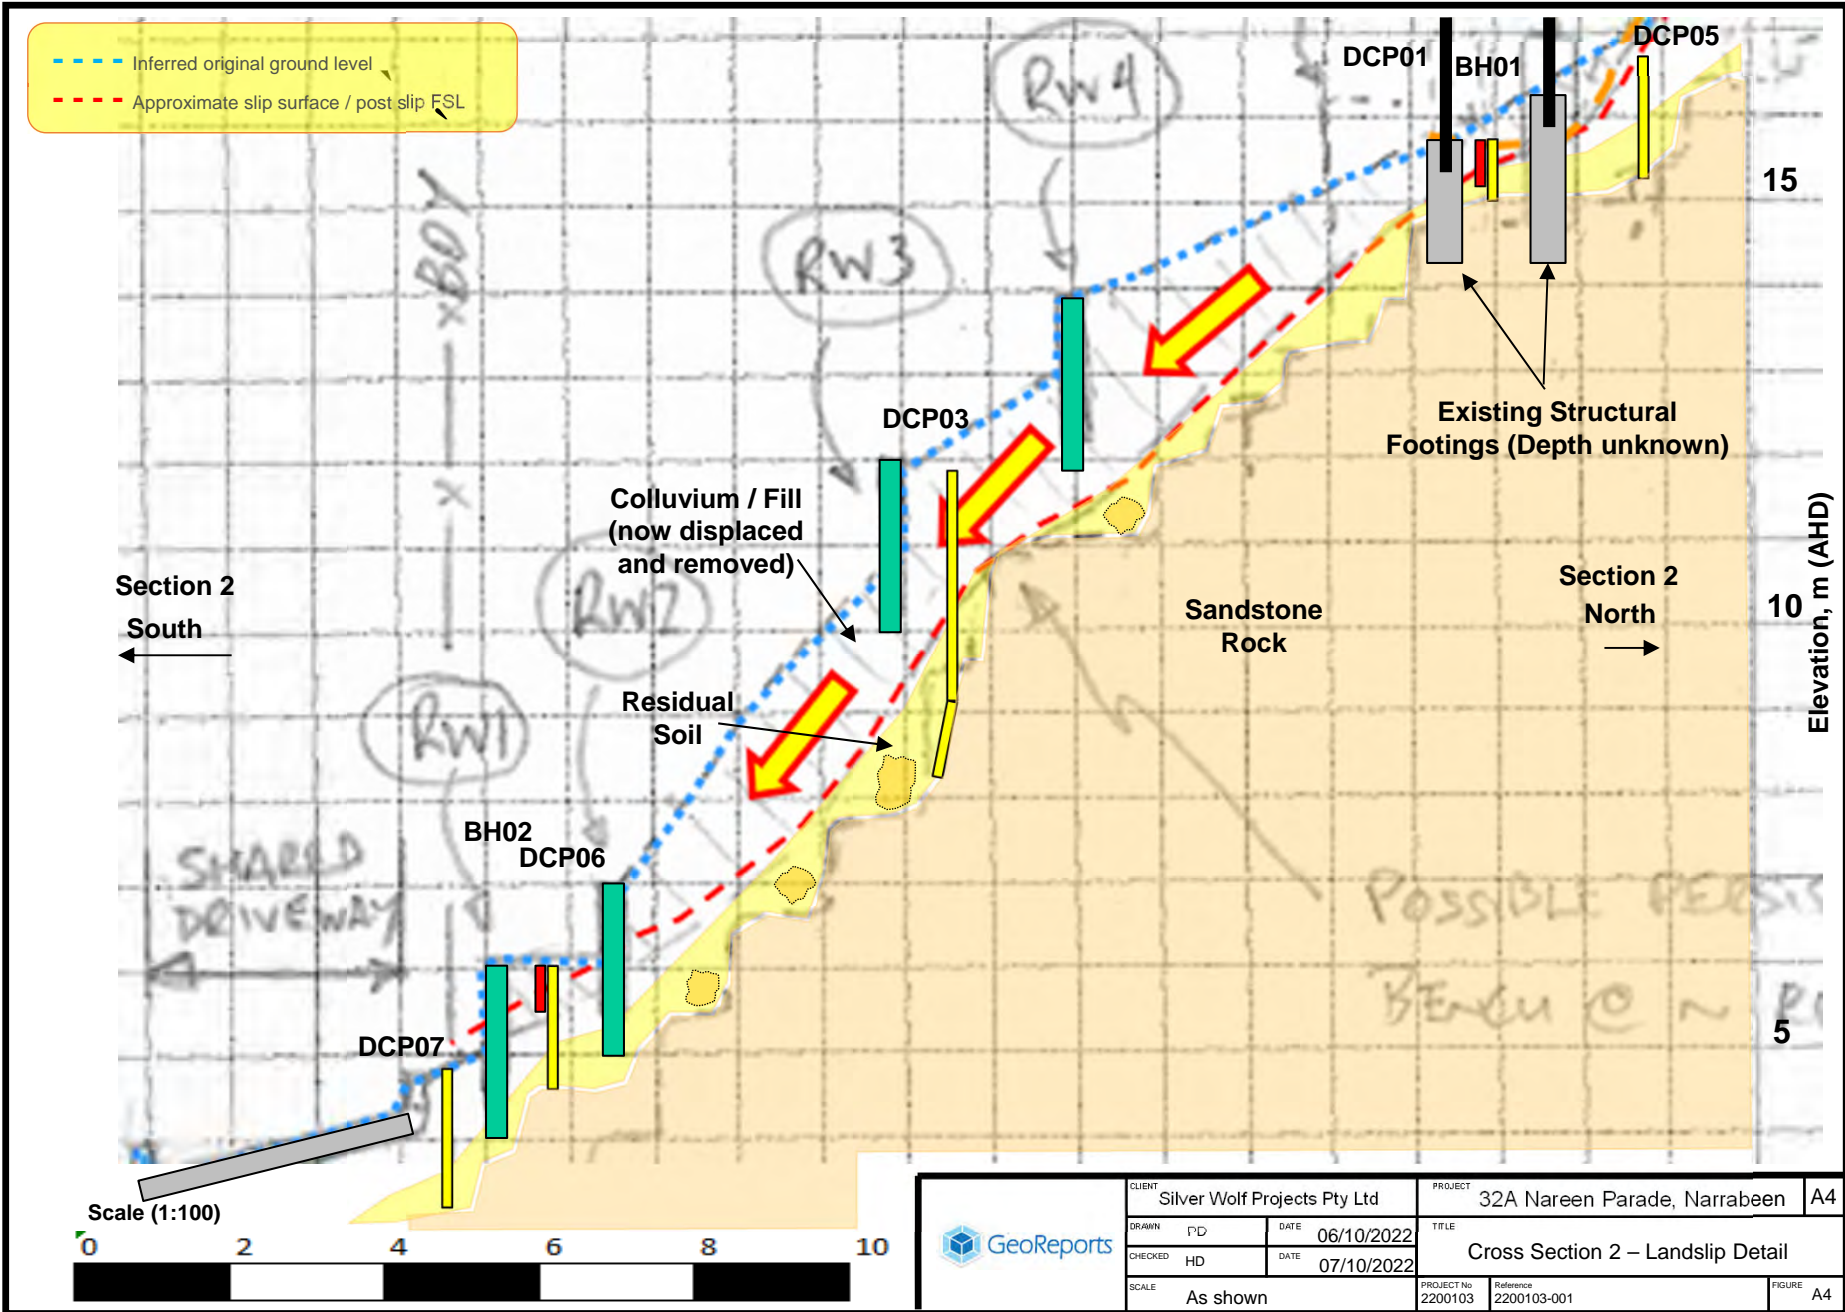 Inferred original ground level
Approximate slip surface / post slip FSL
RW4
DCP01
BH01
DCP05
15
RW3
XBDY
X
DCP03
Existing Structural
Footings (Depth unknown)
Colluvium / Fill
(now displaced
and removed)
RW2
Section 2
South
Sandstone
Rock
Section 2
North
10
Elevation, m (AHD)
Residual
Soil
RW1
BH02
DCP06
SHARED
DRIVEWAY
POSSIBLE
BENCH @ ~
5
DCP07
Scale (1:100)
0 2 4 6 8 10
GeoReports
CLIENT Silver Wolf Projects Pty Ltd
PROJECT 32A Nareen Parade, Narrabeen A4
DRAWN PD DATE 06/10/2022
CHECKED HD DATE 07/10/2022
TITLE Cross Section 2 – Landslip Detail
SCALE As shown
PROJECT No 2200103
Reference 2200103-001
FIGURE A4